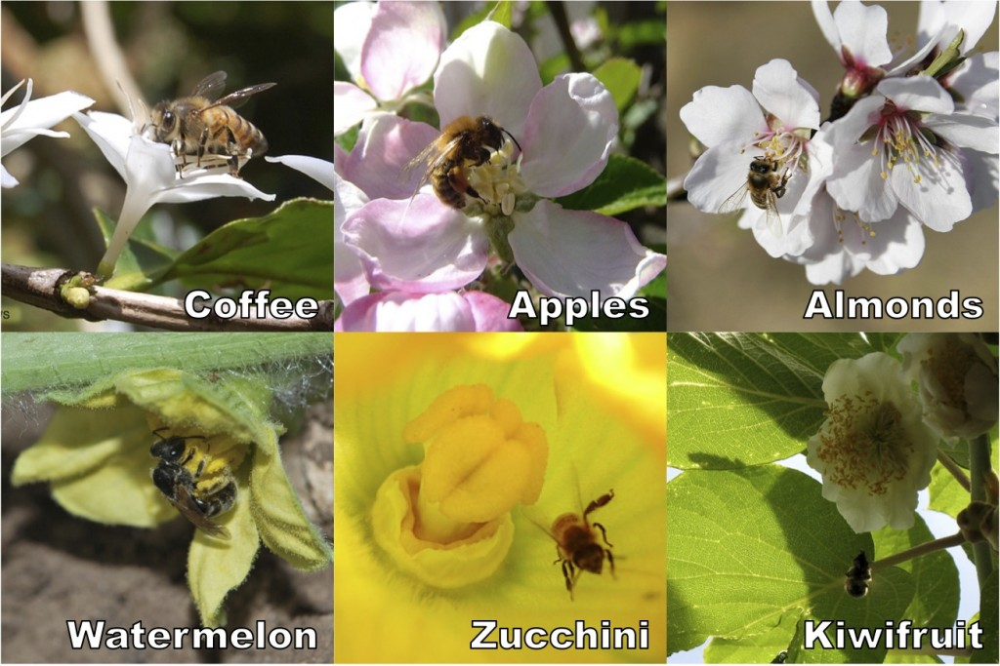 Coffee
Apples
Almonds
Watermelon
Zucchini
Kiwifruit